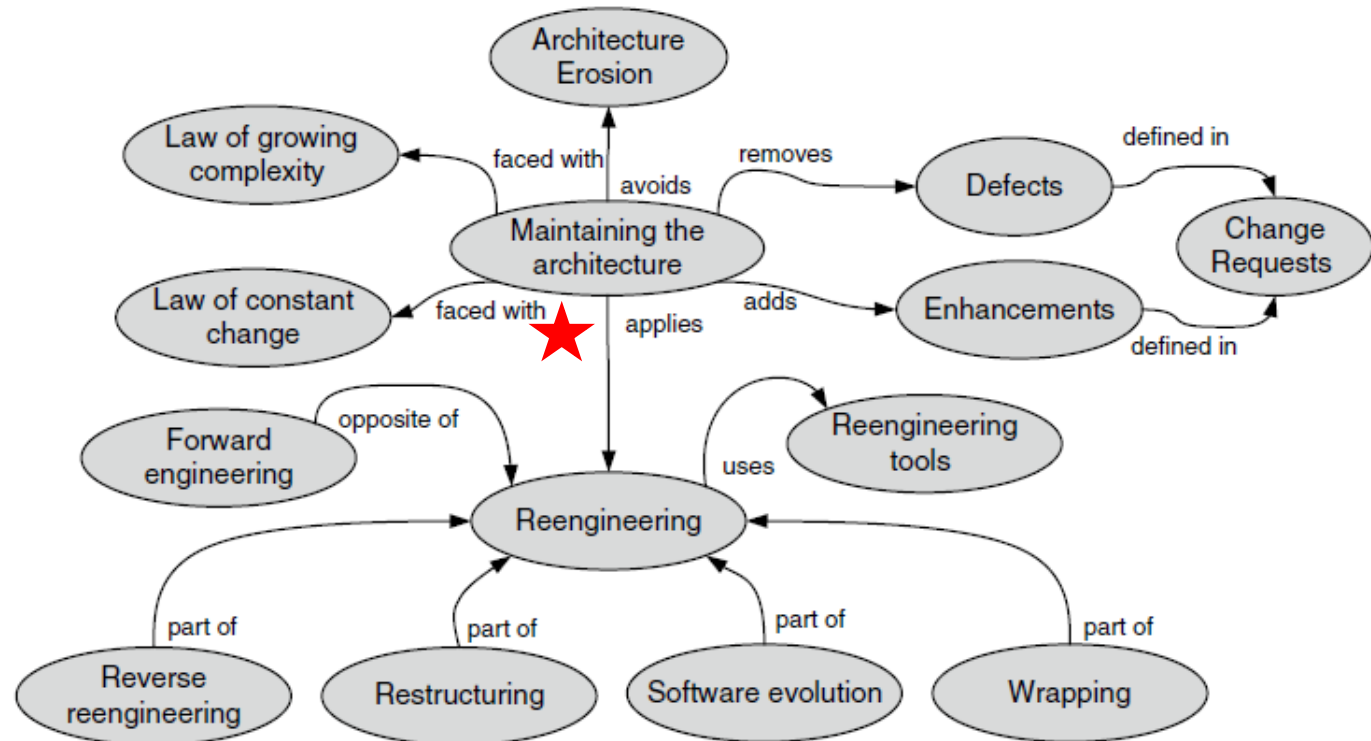 Architecture
Erosion
Law of growing
complexity
faced with
avoids
removes
Defects
defined in
Change
Requests
Maintaining the
architecture
Law of constant
change
faced with
applies
adds
Enhancements
defined in
Forward
engineering
opposite of
uses
Reengineering
tools
Reengineering
part of
part of
part of
part of
Reverse
reengineering
Restructuring
Software evolution
Wrapping